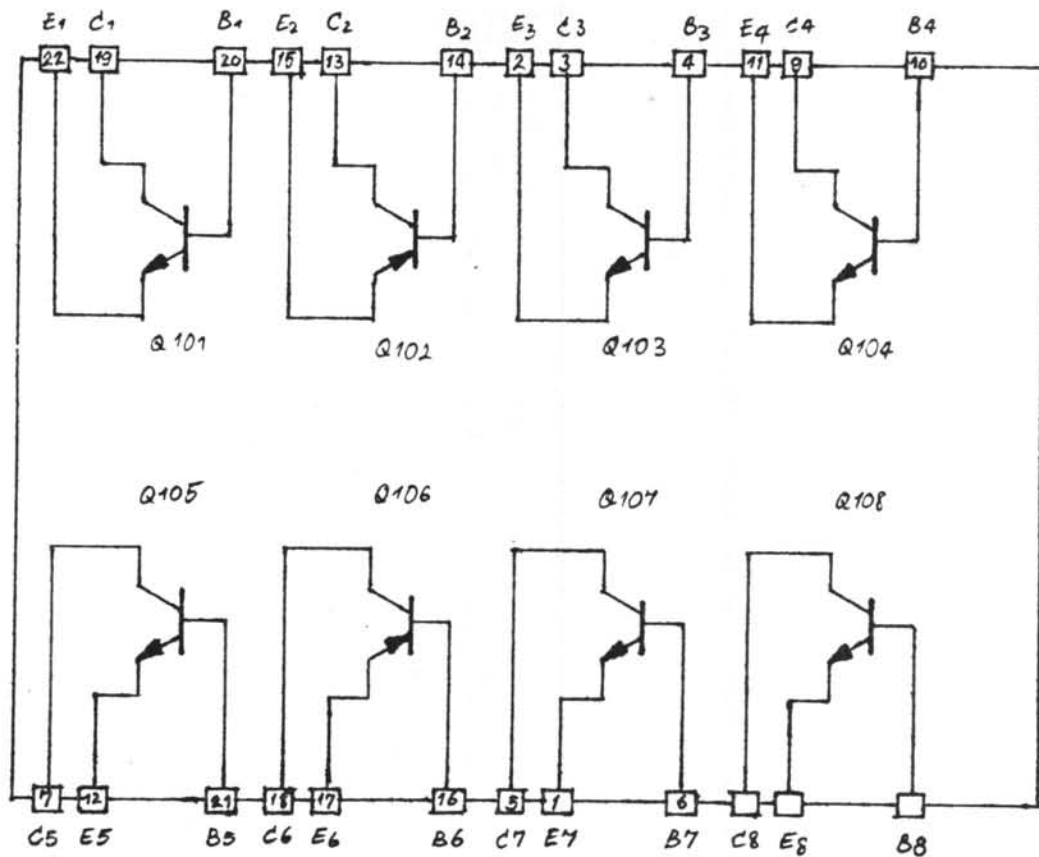 E1 C1 B1 E2 C2 B2 E3 C3 B3 E4 C4 B4
22 19 20 15 13 14 2 3 4 11 9 10
Q101 Q102 Q103 Q104
Q105 Q106 Q107 Q108
7 12 21 18 17 16 5 1 6
C5 E5 B5 C6 E6 B6 C7 E7 B7 C8 E8 B8